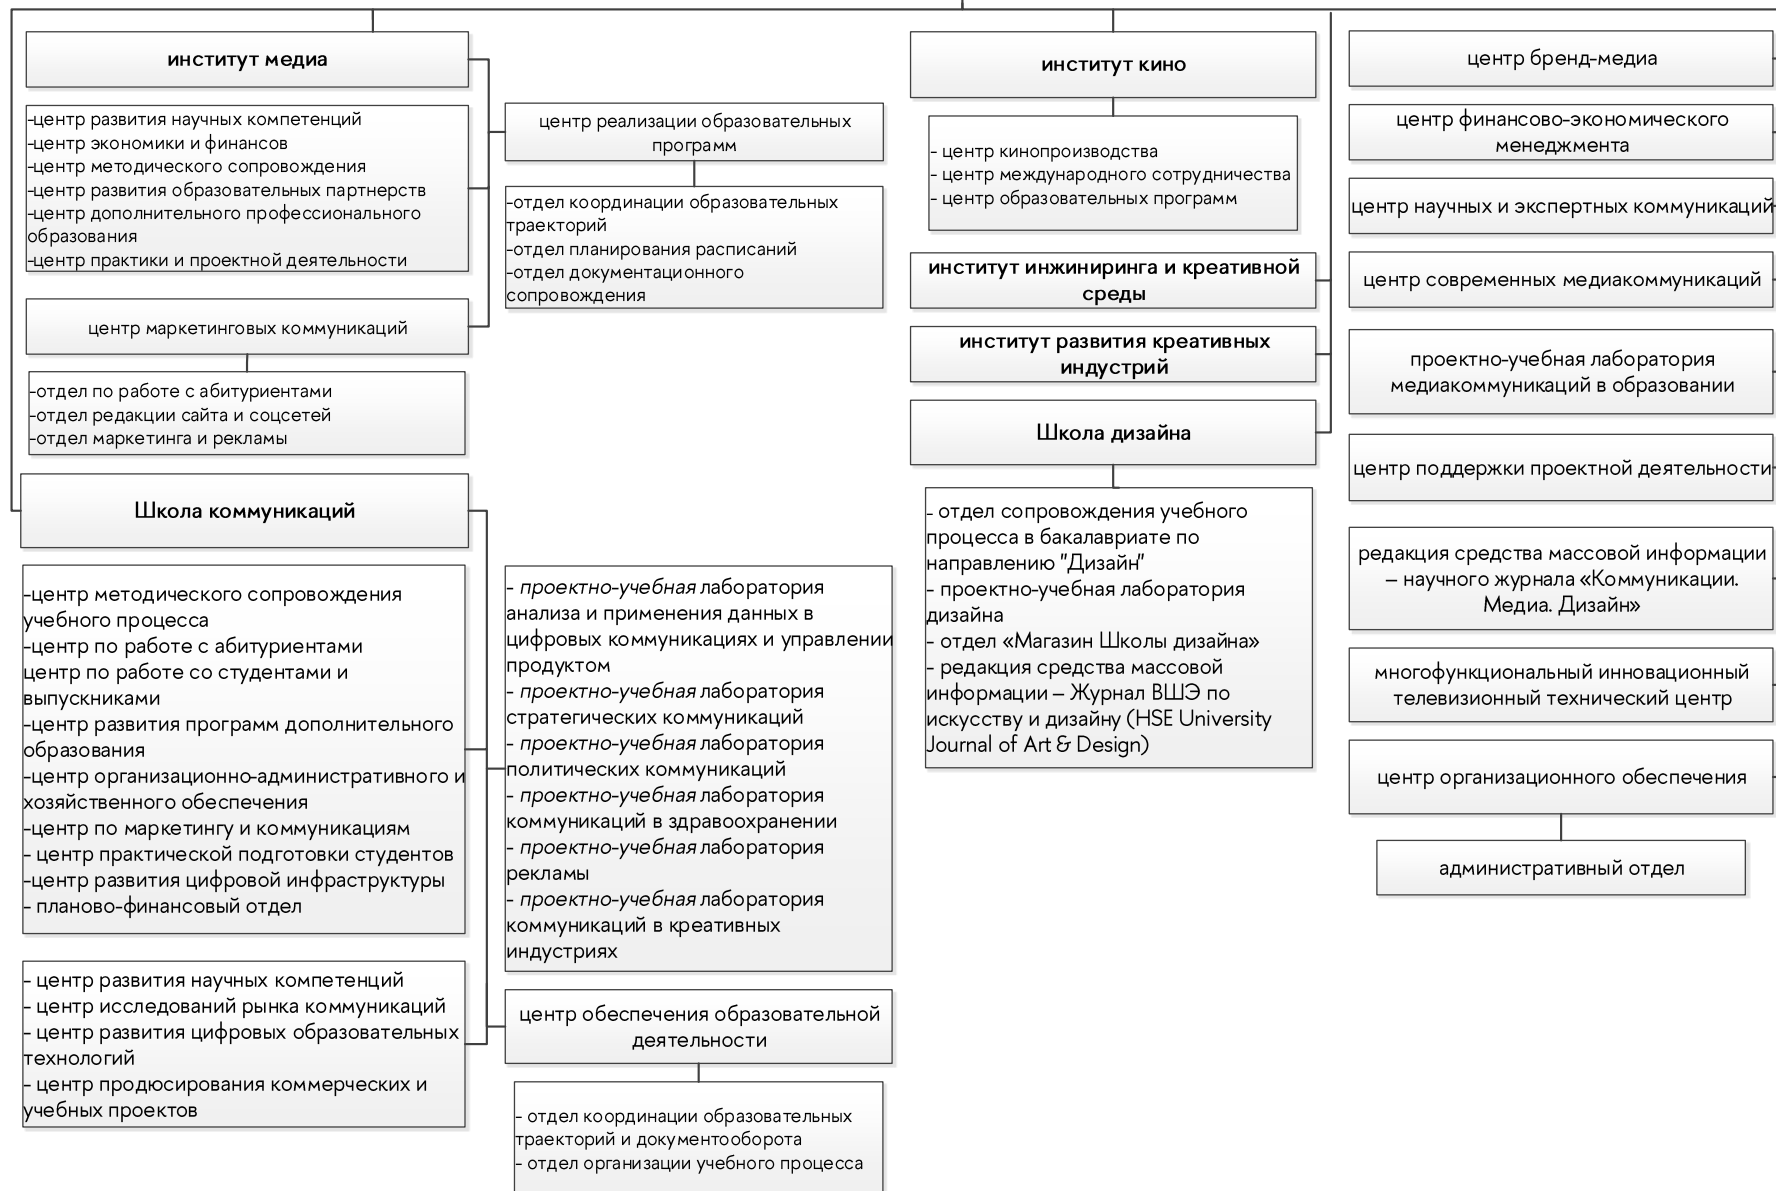 институт медиа
-центр развития научных компетенций
-центр экономики и финансов
-центр методического сопровождения
-центр развития образовательных партнерств
-центр дополнительного профессионального
образования
-центр практики и проектной деятельности
центр реализации образовательных
программ
-отдел координации образовательных
траекторий
-отдел планирования расписаний
-отдел документационного
сопровождения
центр маркетинговых коммуникаций
-отдел по работе с абитуриентами
-отдел редакции сайта и соцсетей
-отдел маркетинга и рекламы
Школа коммуникаций
-центр методического сопровождения
учебного процесса
-центр по работе с абитуриентами
центр по работе со студентами и
выпускниками
-центр развития программ дополнительного
образования
-центр организационно-административного и
хозяйственного обеспечения
-центр по маркетингу и коммуникациям
- центр практической подготовки студентов
-центр развития цифровой инфраструктуры
- планово-финансовый отдел
- центр развития научных компетенций
- центр исследований рынка коммуникаций
- центр развития цифровых образовательных
технологий
- центр продюсирования коммерческих и
учебных проектов
- проектно-учебная лаборатория
анализа и применения данных в
цифровых коммуникациях и управлении
продуктом
- проектно-учебная лаборатория
стратегических коммуникаций
- проектно-учебная лаборатория
политических коммуникаций
- проектно-учебная лаборатория
коммуникаций в здравоохранении
- проектно-учебная лаборатория
рекламы
- проектно-учебная лаборатория
коммуникаций в креативных
индустриях
центр обеспечения образовательной
деятельности
- отдел координации образовательных
траекторий и документооборота
- отдел организации учебного процесса
институт кино
- центр кинопроизводства
- центр международного сотрудничества
- центр образовательных программ
институт инжиниринга и креативной
среды
институт развития креативных
индустрий
Школа дизайна
- отдел сопровождения учебного
процесса в бакалавриате по
направлению "Дизайн"
- проектно-учебная лаборатория
дизайна
- отдел «Магазин Школы дизайна»
- редакция средства массовой
информации – Журнал ВШЭ по
искусству и дизайну (HSE University
Journal of Art & Design)
центр бренд-медиа
центр финансово-экономического
менеджмента
центр научных и экспертных коммуникаций
центр современных медиакоммуникаций
проектно-учебная лаборатория
медиакоммуникаций в образовании
центр поддержки проектной деятельности
редакция средства массовой информации
– научного журнала «Коммуникации.
Медиа. Дизайн»
многофункциональный инновационный
телевизионный технический центр
центр организационного обеспечения
административный отдел